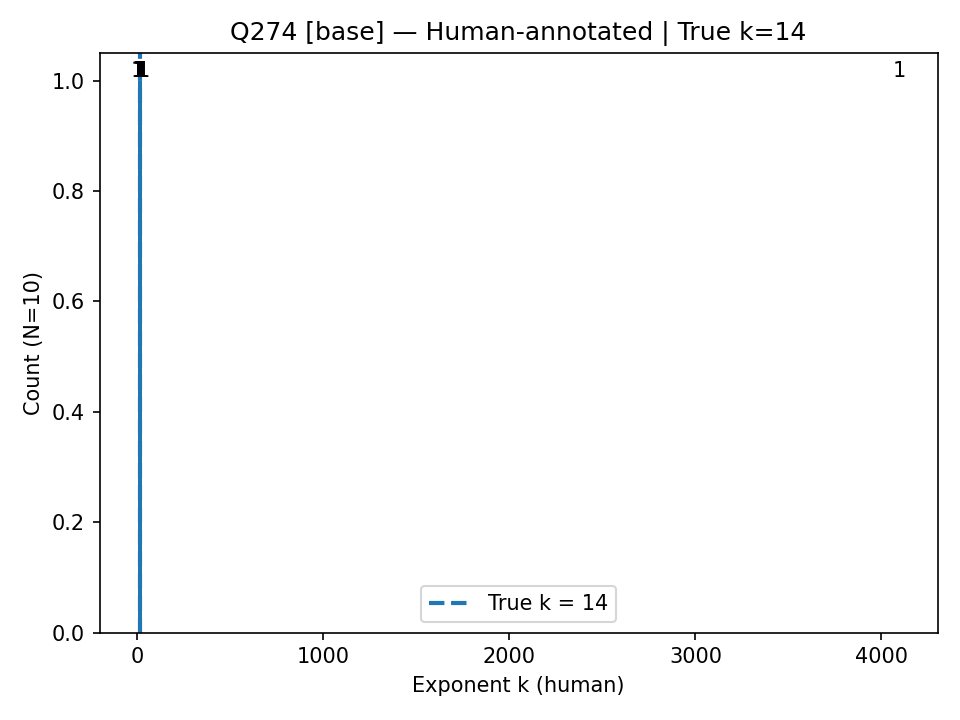 Q274 [base] — Human-annotated | True k=14
1
1.0
0.8
0.6
0.4
0.2
0.0
Count (N=10)
True k = 14
0 1000 2000 3000 4000
Exponent k (human)